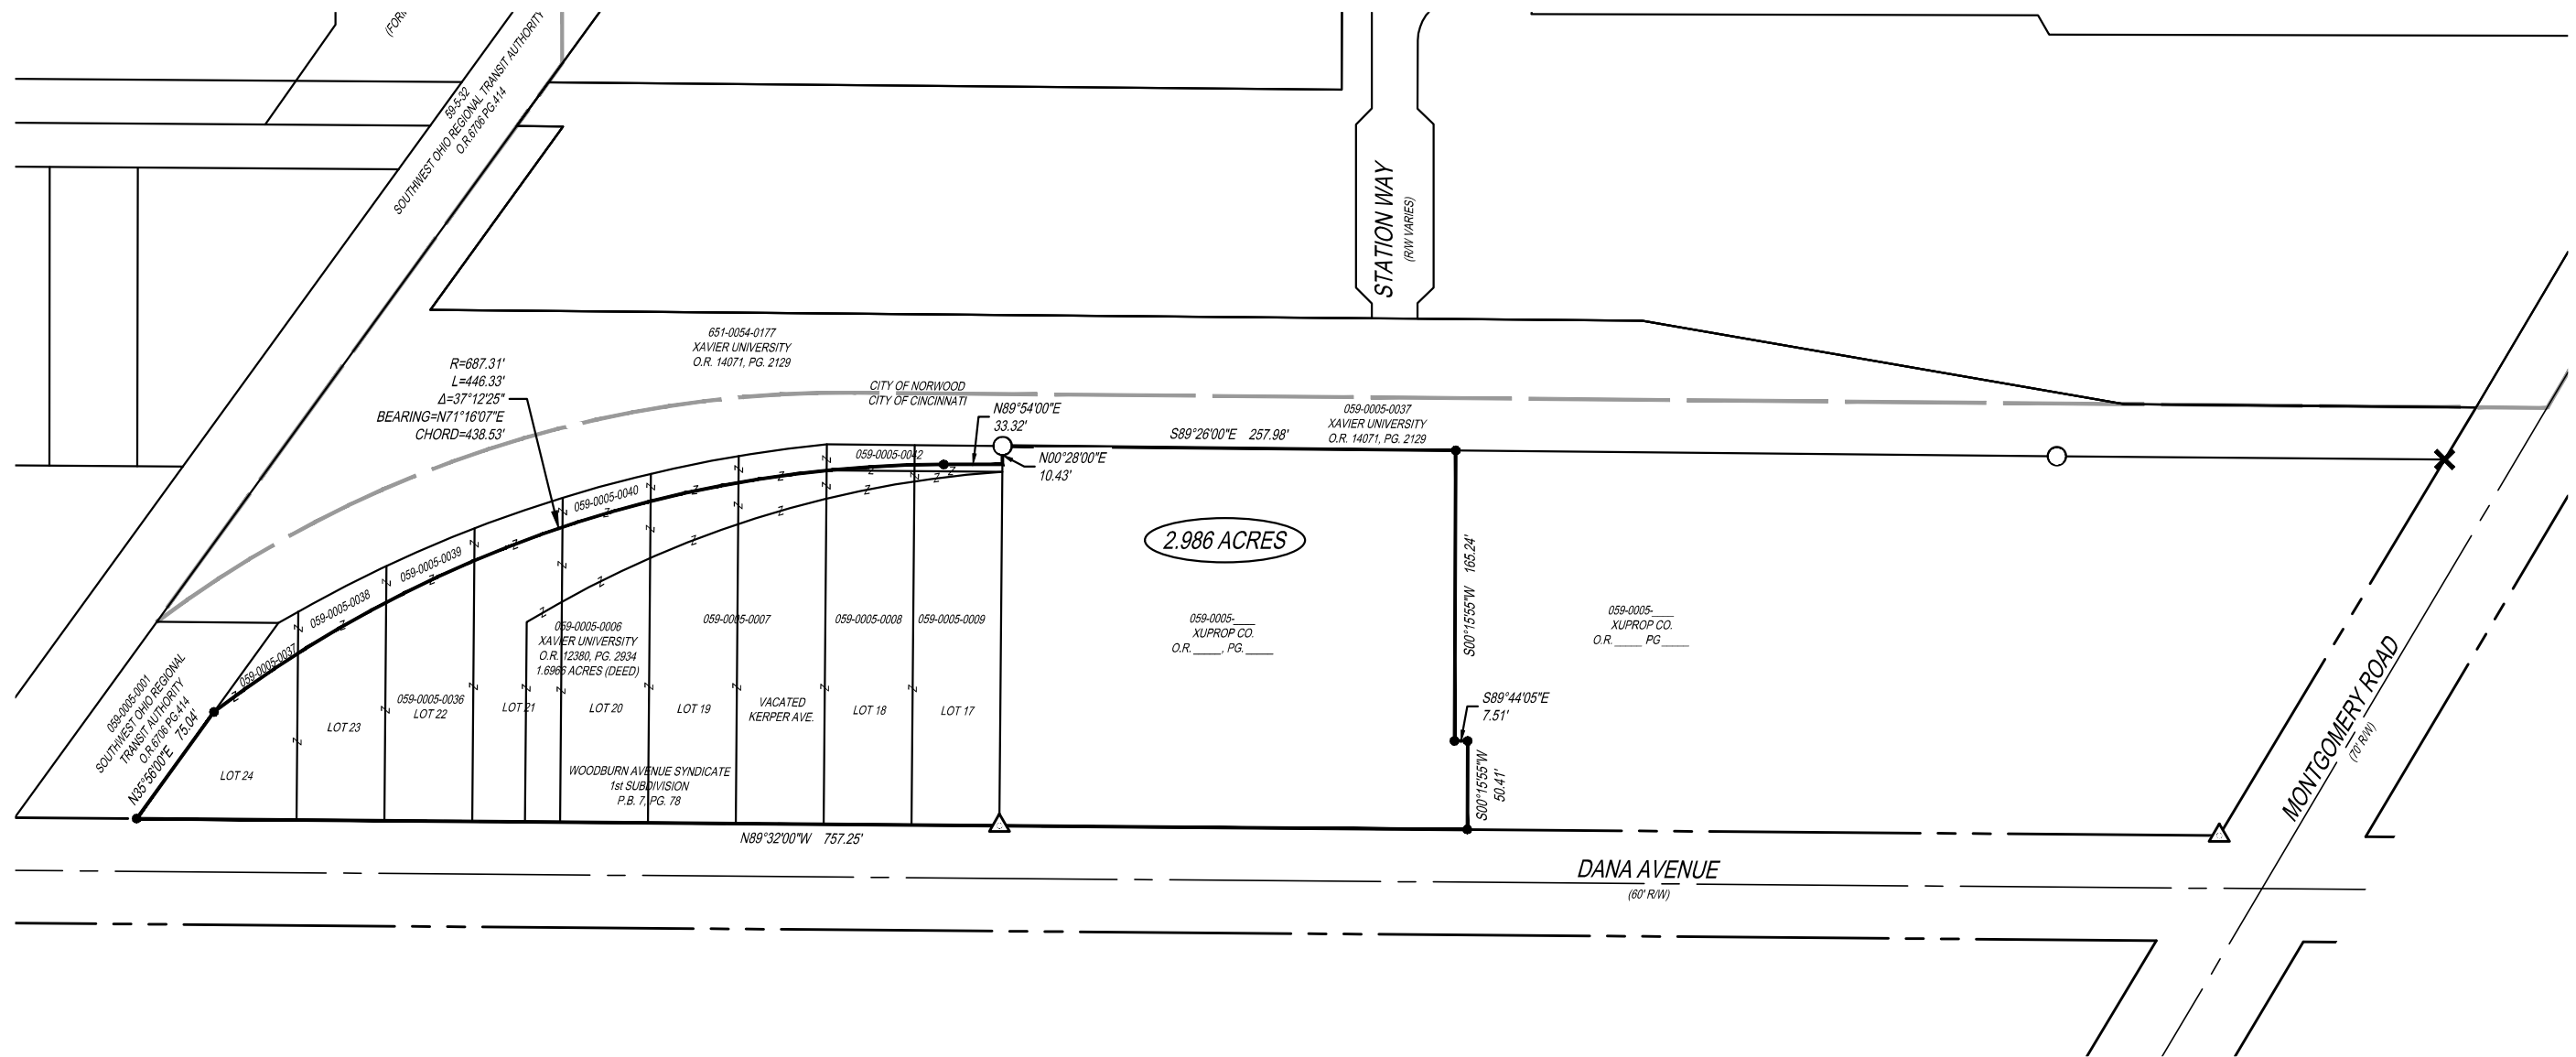 (FORM
59-5-32
SOUTHWEST OHIO REGIONAL TRANSIT AUTHORITY
O.R.6706 PG.414
STATION WAY
(R/W VARIES)
651-0054-0177
XAVIER UNIVERSITY
O.R. 14071, PG. 2129
R=687.31'
L=446.33'
Δ=37°12'25"
BEARING=N71°16'07"E
CHORD=438.53'
CITY OF NORWOOD
CITY OF CINCINNATI
N89°54'00"E
33.32'
059-0005-0037
XAVIER UNIVERSITY
O.R. 14071, PG. 2129
S89°26'00"E 257.98'
N00°28'00"E
10.43'
059-0005-0042
059-0005-0040
059-0005-0039
059-0005-0038
059-0005-0037
2.986 ACRES
S00°15'55"W 165.24'
059-0005-____
XUPROP CO.
O.R. _____, PG. _____
059-0005-____
XUPROP CO.
O.R. _____ PG _____
059-0005-0006
XAVIER UNIVERSITY
O.R. 12380, PG. 2934
1.6966 ACRES (DEED)
059-0005-0007
059-0005-0008
059-0005-0009
059-0005-0001
SOUTHWEST OHIO REGIONAL
TRANSIT AUTHORITY
O.R.6706 PG.414
N35°56'00"E 75.04'
LOT 24
LOT 23
059-0005-0036
LOT 22
LOT 21
LOT 20
LOT 19
VACATED
KERPER AVE.
LOT 18
LOT 17
S89°44'05"E
7.51'
S00°15'55"W
50.41'
WOODBURN AVENUE SYNDICATE
1st SUBDIVISION
P.B. 7, PG. 78
N89°32'00"W 757.25'
MONTGOMERY ROAD
(70' R/W)
DANA AVENUE
(60' R/W)